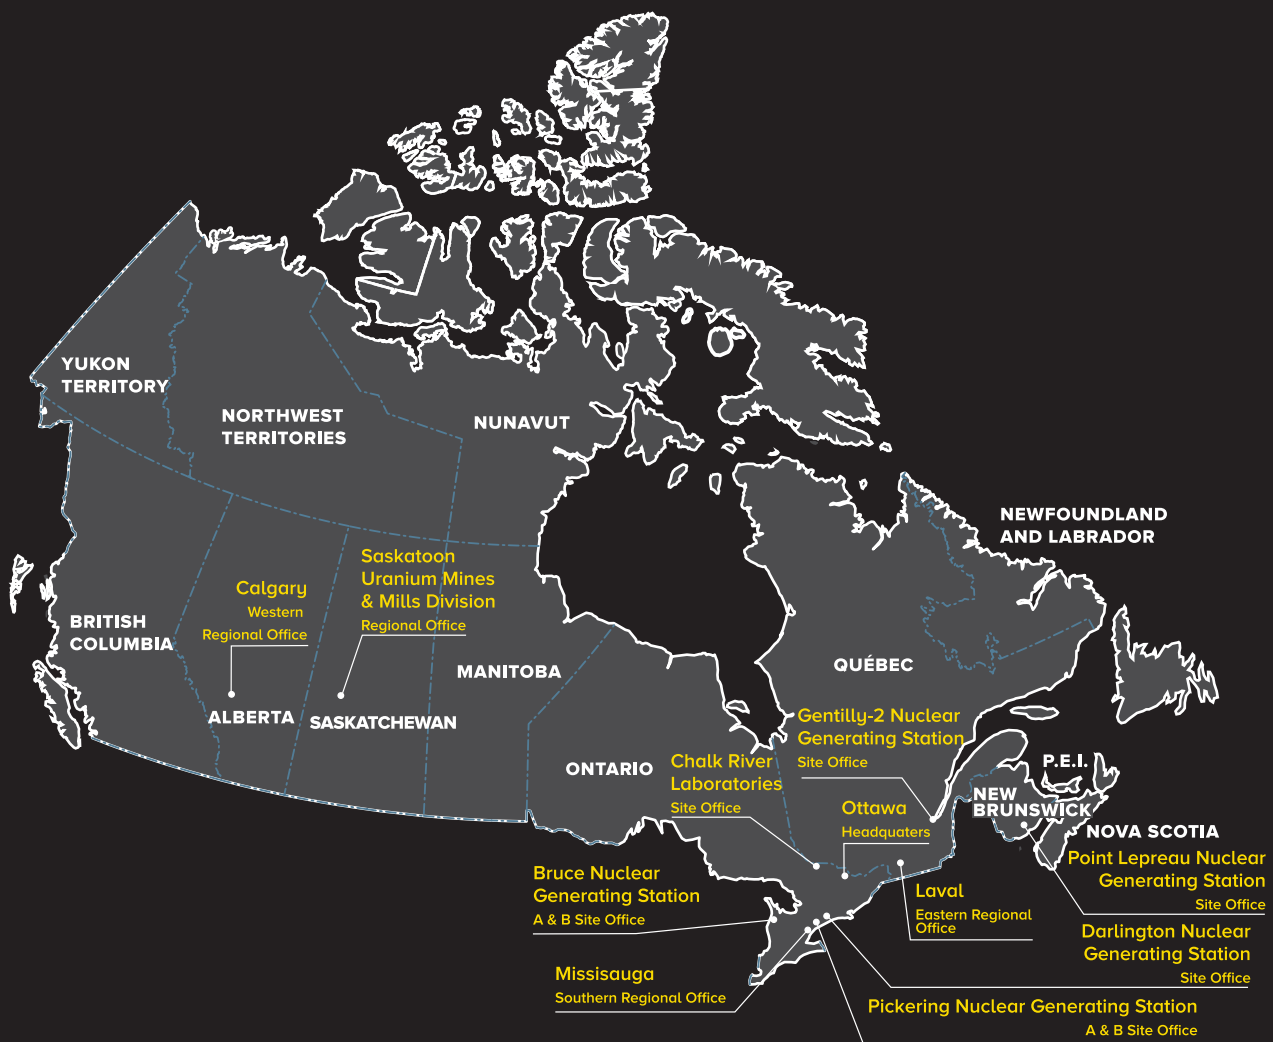 YUKON
TERRITORY
NORTHWEST
TERRITORIES
NUNAVUT
NEWFOUNDLAND
AND LABRADOR
BRITISH
COLUMBIA
Calgary
Western
Regional Office
ALBERTA
Saskatoon
Uranium Mines
& Mills Division
Regional Office
SASKATCHEWAN
MANITOBA
QUÉBEC
ONTARIO
Gentilly-2 Nuclear
Generating Station
Site Office
Chalk River
Laboratories
Site Office
Ottawa
Headquaters
P.E.I.
NEW
BRUNSWICK
NOVA SCOTIA
Point Lepreau Nuclear
Generating Station
Site Office
Bruce Nuclear
Generating Station
A & B Site Office
Laval
Eastern Regional
Office
Darlington Nuclear
Generating Station
Site Office
Missisauga
Southern Regional Office
Pickering Nuclear Generating Station
A & B Site Office